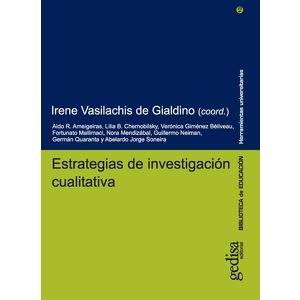 Irene Vasilachis de Gialdino (coord.)
Aldo R. Ameigeiras, Lilia B. Chernobilsky, Verónica Giménez Béliveau,
Fortunato Mallimaci, Nora Mendizábal, Guillermo Neiman,
Germán Quaranta y Abelardo Jorge Soneira
Estrategias de investigación
cualitativa
Herramientas universitarias
BIBLIOTECA de EDUCACIÓN
gedisa
editorial